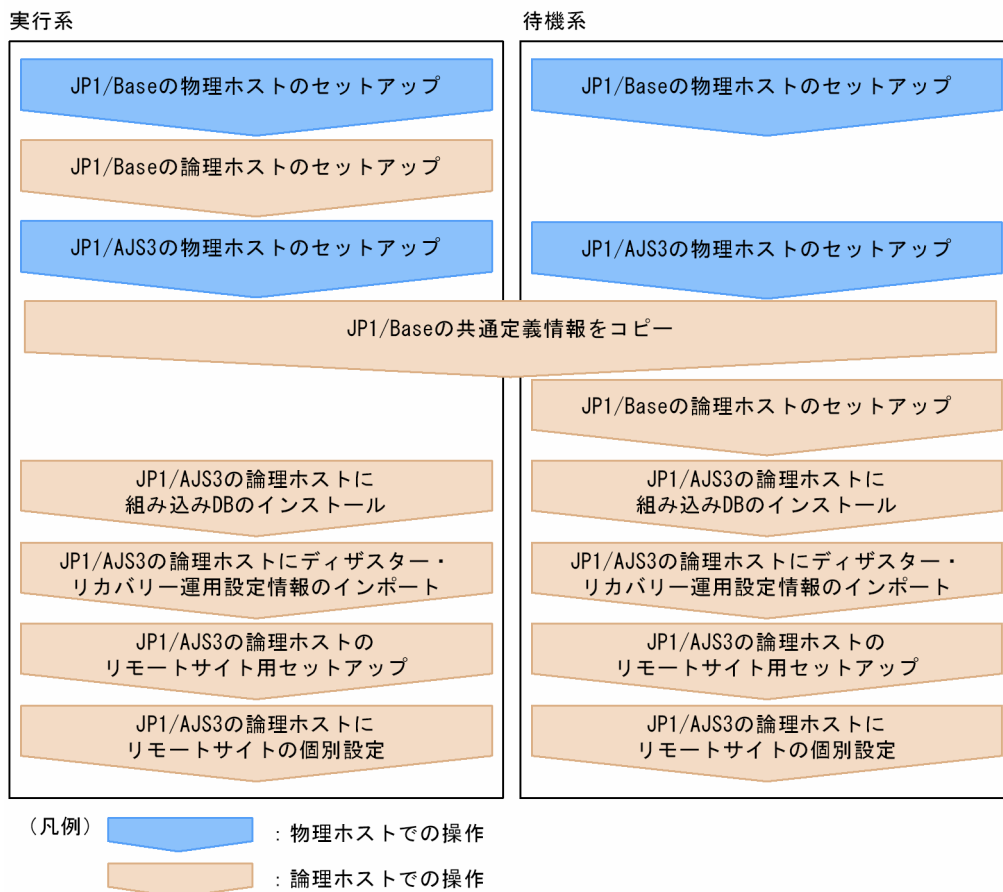 実行系
待機系
JP1/Baseの物理ホストのセットアップ
JP1/Baseの物理ホストのセットアップ
JP1/Baseの論理ホストのセットアップ
JP1/AJS3の物理ホストのセットアップ
JP1/AJS3の物理ホストのセットアップ
JP1/Baseの共通定義情報をコピー
JP1/Baseの論理ホストのセットアップ
JP1/AJS3の論理ホストに
組み込みDBのインストール
JP1/AJS3の論理ホストに
組み込みDBのインストール
JP1/AJS3の論理ホストにディザスター・
リカバリー運用設定情報のインポート
JP1/AJS3の論理ホストにディザスター・
リカバリー運用設定情報のインポート
JP1/AJS3の論理ホストの
リモートサイト用セットアップ
JP1/AJS3の論理ホストの
リモートサイト用セットアップ
JP1/AJS3の論理ホストに
リモートサイトの個別設定
JP1/AJS3の論理ホストに
リモートサイトの個別設定
(凡例)
：物理ホストでの操作
：論理ホストでの操作